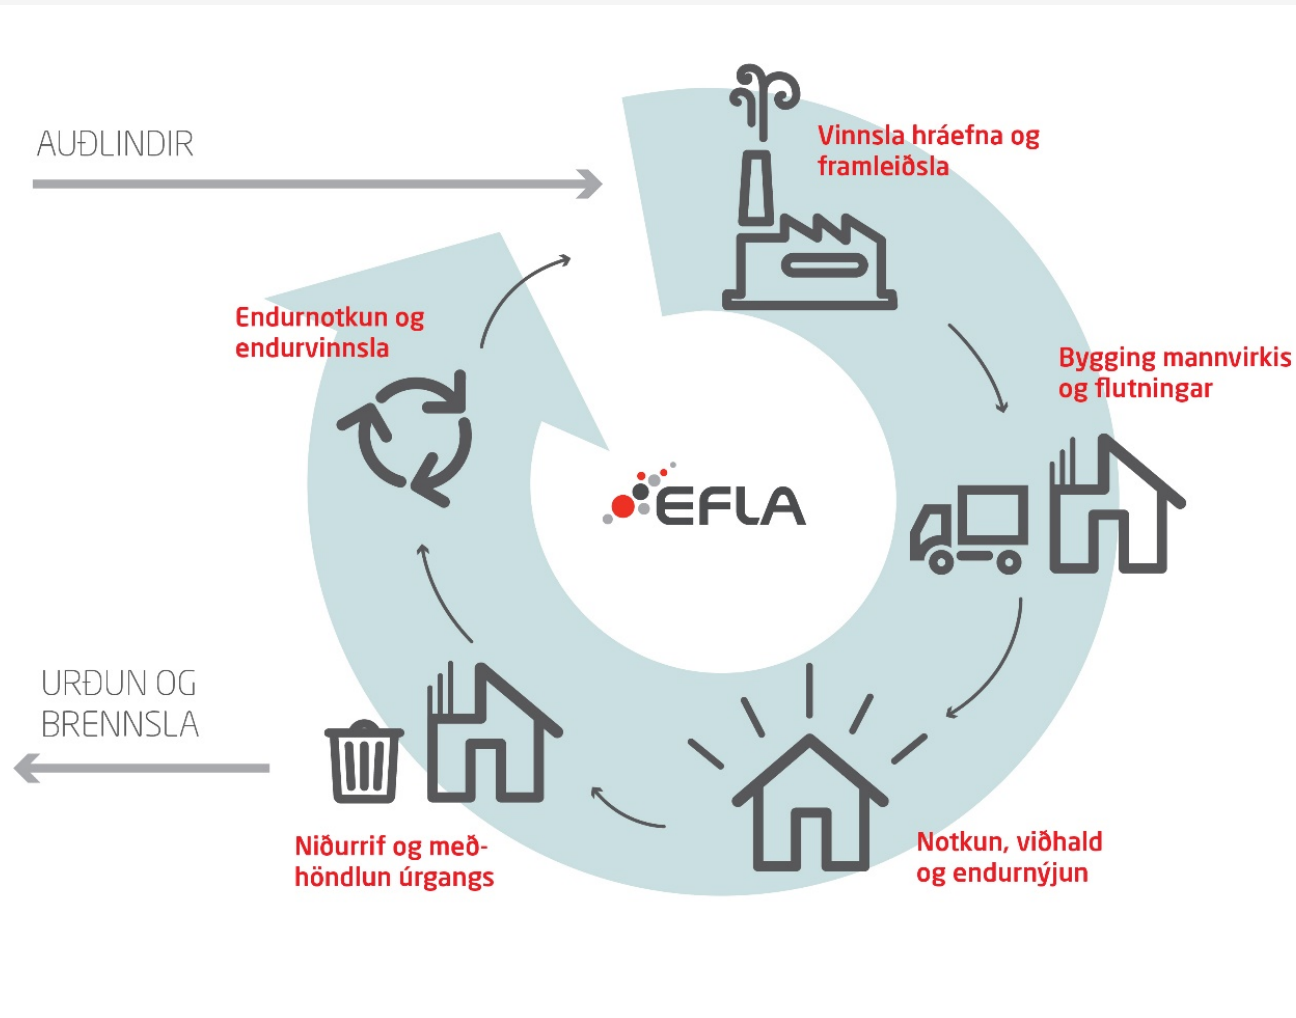 AUÐLINDIR
Vinnsla hráefna og
framleiðsla
Endurnotkun og
endurvinnsla
Bygging mannvirkis
og flutningar
EFLA
URÐUN OG
BRENNSLA
Niðurrif og með-
höndlun úrgangs
Notkun, viðhald
og endurnýjun